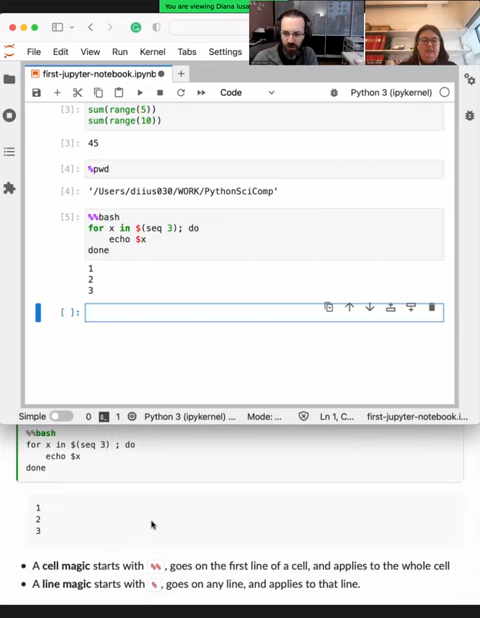 You are viewing Diana Iusa
File Edit View Run Kernel Tabs Settings
first-jupyter-notebook.ipynb
Code Python 3 (ipykernel)
[3]: sum(range(5))
sum(range(10))
[3]: 45
[4]: %pwd
[4]: '/Users/diius030/WORK/PythonSciComp'
[5]: %%bash
for x in $(seq 3); do
echo $x
done
1
2
3
[ ]:
Simple 0 1 Python 3 (ipykernel) ... Mode: ... Ln 1, C... first-jupyter-notebook.i...
%%bash
for x in $(seq 3) ; do
echo $x
done
1
2
3
• A cell magic starts with %% , goes on the first line of a cell, and applies to the whole cell
• A line magic starts with % , goes on any line, and applies to that line.